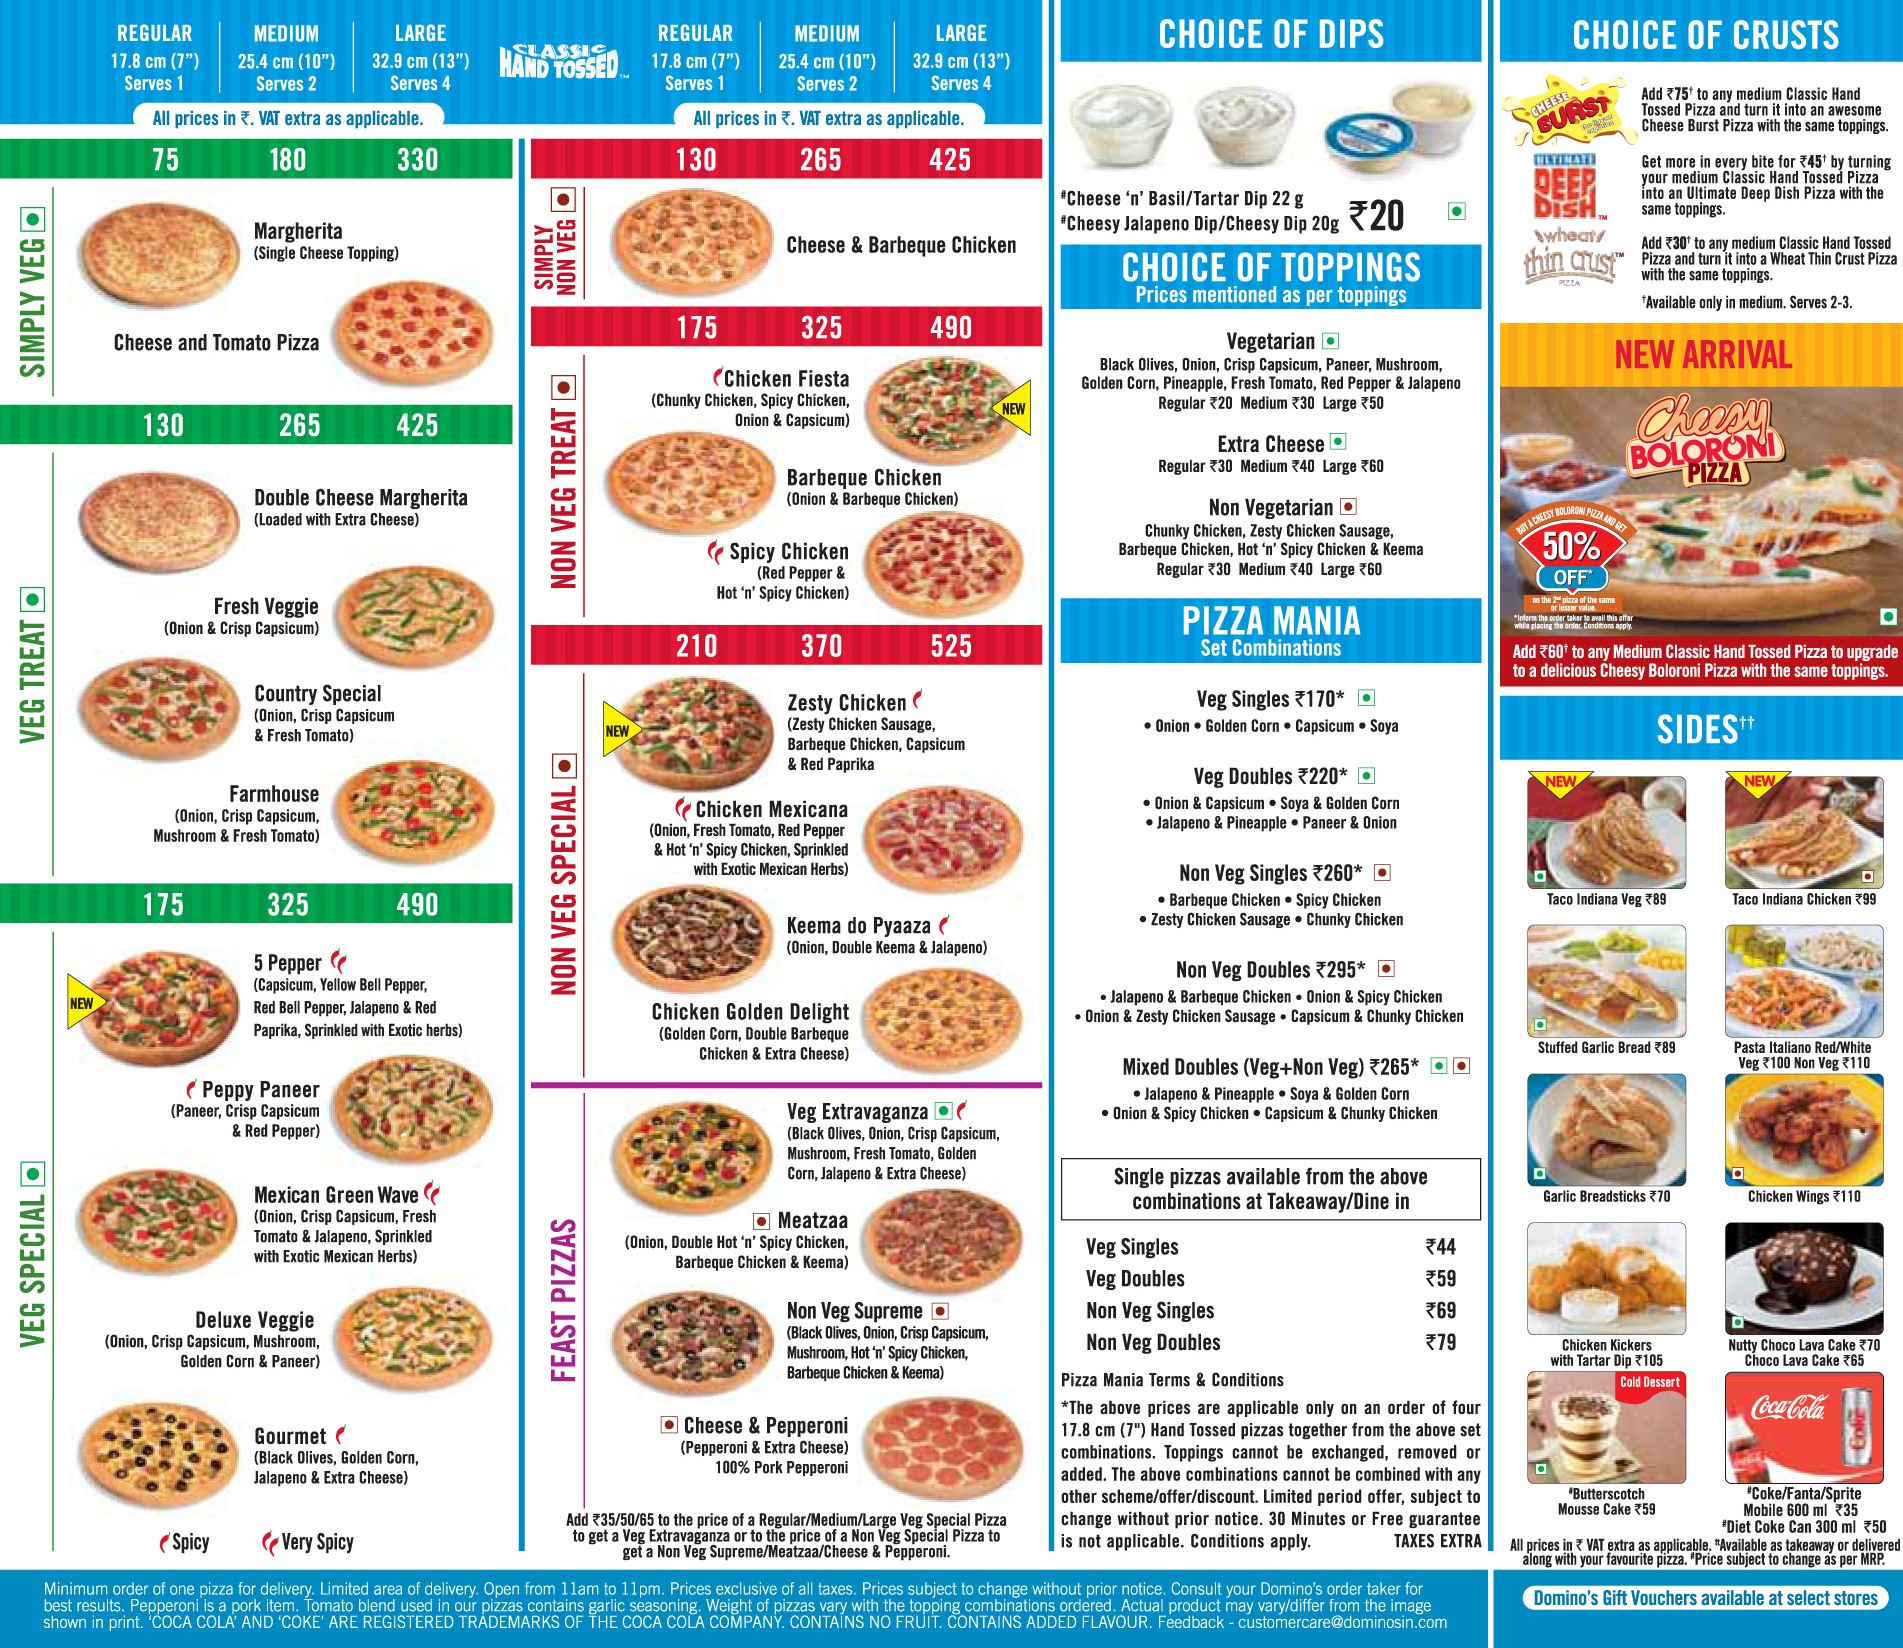 REGULAR
17.8 cm (7”)
Serves 1
MEDIUM
25.4 cm (10”)
Serves 2
LARGE
32.9 cm (13”)
Serves 4
All prices in ₹. VAT extra as applicable.
CLASSIC
HAND TOSSED™
REGULAR
17.8 cm (7”)
Serves 1
MEDIUM
25.4 cm (10”)
Serves 2
LARGE
32.9 cm (13”)
Serves 4
All prices in ₹. VAT extra as applicable.
75 180 330
SIMPLY VEG
Margherita
(Single Cheese Topping)
Cheese and Tomato Pizza
130 265 425
VEG TREAT
Double Cheese Margherita
(Loaded with Extra Cheese)
Fresh Veggie
(Onion & Crisp Capsicum)
Country Special
(Onion, Crisp Capsicum
& Fresh Tomato)
Farmhouse
(Onion, Crisp Capsicum,
Mushroom & Fresh Tomato)
175 325 490
VEG SPECIAL
NEW
5 Pepper
(Capsicum, Yellow Bell Pepper,
Red Bell Pepper, Jalapeno & Red
Paprika, Sprinkled with Exotic herbs)
Peppy Paneer
(Paneer, Crisp Capsicum
& Red Pepper)
Mexican Green Wave
(Onion, Crisp Capsicum, Fresh
Tomato & Jalapeno, Sprinkled
with Exotic Mexican Herbs)
Deluxe Veggie
(Onion, Crisp Capsicum, Mushroom,
Golden Corn & Paneer)
Gourmet
(Black Olives, Golden Corn,
Jalapeno & Extra Cheese)
Spicy Very Spicy
130 265 425
SIMPLY
NON VEG
Cheese & Barbeque Chicken
175 325 490
NON VEG TREAT
Chicken Fiesta
(Chunky Chicken, Spicy Chicken,
Onion & Capsicum)
NEW
Barbeque Chicken
(Onion & Barbeque Chicken)
Spicy Chicken
(Red Pepper &
Hot ‘n’ Spicy Chicken)
210 370 525
NON VEG SPECIAL
NEW
Zesty Chicken
(Zesty Chicken Sausage,
Barbeque Chicken, Capsicum
& Red Paprika
Chicken Mexicana
(Onion, Fresh Tomato, Red Pepper
& Hot ‘n’ Spicy Chicken, Sprinkled
with Exotic Mexican Herbs)
Keema do Pyaaza
(Onion, Double Keema & Jalapeno)
Chicken Golden Delight
(Golden Corn, Double Barbeque
Chicken & Extra Cheese)
FEAST PIZZAS
Veg Extravaganza
(Black Olives, Onion, Crisp Capsicum,
Mushroom, Fresh Tomato, Golden
Corn, Jalapeno & Extra Cheese)
Meatzaa
(Onion, Double Hot ‘n’ Spicy Chicken,
Barbeque Chicken & Keema)
Non Veg Supreme
(Black Olives, Onion, Crisp Capsicum,
Mushroom, Hot ‘n’ Spicy Chicken,
Barbeque Chicken & Keema)
Cheese & Pepperoni
(Pepperoni & Extra Cheese)
100% Pork Pepperoni
Add ₹35/50/65 to the price of a Regular/Medium/Large Veg Special Pizza
to get a Veg Extravaganza or to the price of a Non Veg Special Pizza to
get a Non Veg Supreme/Meatzaa/Cheese & Pepperoni.
CHOICE OF DIPS
#Cheese ‘n’ Basil/Tartar Dip 22 g
#Cheesy Jalapeno Dip/Cheesy Dip 20g ₹20
CHOICE OF TOPPINGS
Prices mentioned as per toppings
Vegetarian
Black Olives, Onion, Crisp Capsicum, Paneer, Mushroom,
Golden Corn, Pineapple, Fresh Tomato, Red Pepper & Jalapeno
Regular ₹20 Medium ₹30 Large ₹50
Extra Cheese
Regular ₹30 Medium ₹40 Large ₹60
Non Vegetarian
Chunky Chicken, Zesty Chicken Sausage,
Barbeque Chicken, Hot ‘n’ Spicy Chicken & Keema
Regular ₹30 Medium ₹40 Large ₹60
PIZZA MANIA
Set Combinations
Veg Singles ₹170*
• Onion • Golden Corn • Capsicum • Soya
Veg Doubles ₹220*
• Onion & Capsicum • Soya & Golden Corn
• Jalapeno & Pineapple • Paneer & Onion
Non Veg Singles ₹260*
• Barbeque Chicken • Spicy Chicken
• Zesty Chicken Sausage • Chunky Chicken
Non Veg Doubles ₹295*
• Jalapeno & Barbeque Chicken • Onion & Spicy Chicken
• Onion & Zesty Chicken Sausage • Capsicum & Chunky Chicken
Mixed Doubles (Veg+Non Veg) ₹265*
• Jalapeno & Pineapple • Soya & Golden Corn
• Onion & Spicy Chicken • Capsicum & Chunky Chicken
Single pizzas available from the above
combinations at Takeaway/Dine in
Veg Singles ₹44
Veg Doubles ₹59
Non Veg Singles ₹69
Non Veg Doubles ₹79
Pizza Mania Terms & Conditions
*The above prices are applicable only on an order of four
17.8 cm (7") Hand Tossed pizzas together from the above set
combinations. Toppings cannot be exchanged, removed or
added. The above combinations cannot be combined with any
other scheme/offer/discount. Limited period offer, subject to
change without prior notice. 30 Minutes or Free guarantee
is not applicable. Conditions apply. TAXES EXTRA
CHOICE OF CRUSTS
CHEESE
BURST
Add ₹75† to any medium Classic Hand
Tossed Pizza and turn it into an awesome
Cheese Burst Pizza with the same toppings.
ULTIMATE
DEEP
DISH™
Get more in every bite for ₹45† by turning
your medium Classic Hand Tossed Pizza
into an Ultimate Deep Dish Pizza with the
same toppings.
wheat
thin crust™
PIZZA
Add ₹30† to any medium Classic Hand Tossed
Pizza and turn it into a Wheat Thin Crust Pizza
with the same toppings.
†Available only in medium. Serves 2-3.
NEW ARRIVAL
Cheesy
BOLORONI
PIZZA
BUY A CHEESY BOLORONI PIZZA AND GET
50%
OFF*
on the 2nd pizza of the same
or lesser value.
*Inform the order taker to avail this offer
while placing the order. Conditions apply.
Add ₹60† to any Medium Classic Hand Tossed Pizza to upgrade
to a delicious Cheesy Boloroni Pizza with the same toppings.
SIDES††
NEW
Taco Indiana Veg ₹89
NEW
Taco Indiana Chicken ₹99
Stuffed Garlic Bread ₹89
Pasta Italiano Red/White
Veg ₹100 Non Veg ₹110
Garlic Breadsticks ₹70
Chicken Wings ₹110
Chicken Kickers
with Tartar Dip ₹105
Nutty Choco Lava Cake ₹70
Choco Lava Cake ₹65
Cold Dessert
#Butterscotch
Mousse Cake ₹59
Coca-Cola
#Coke/Fanta/Sprite
Mobile 600 ml ₹35
#Diet Coke Can 300 ml ₹50
All prices in ₹ VAT extra as applicable. ††Available as takeaway or delivered
along with your favourite pizza. #Price subject to change as per MRP.
Minimum order of one pizza for delivery. Limited area of delivery. Open from 11am to 11pm. Prices exclusive of all taxes. Prices subject to change without prior notice. Consult your Domino’s order taker for
best results. Pepperoni is a pork item. Tomato blend used in our pizzas contains garlic seasoning. Weight of pizzas vary with the topping combinations ordered. Actual product may vary/differ from the image
shown in print. ‘COCA COLA’ AND ‘COKE’ ARE REGISTERED TRADEMARKS OF THE COCA COLA COMPANY. CONTAINS NO FRUIT. CONTAINS ADDED FLAVOUR. Feedback - customercare@dominosin.com
Domino’s Gift Vouchers available at select stores